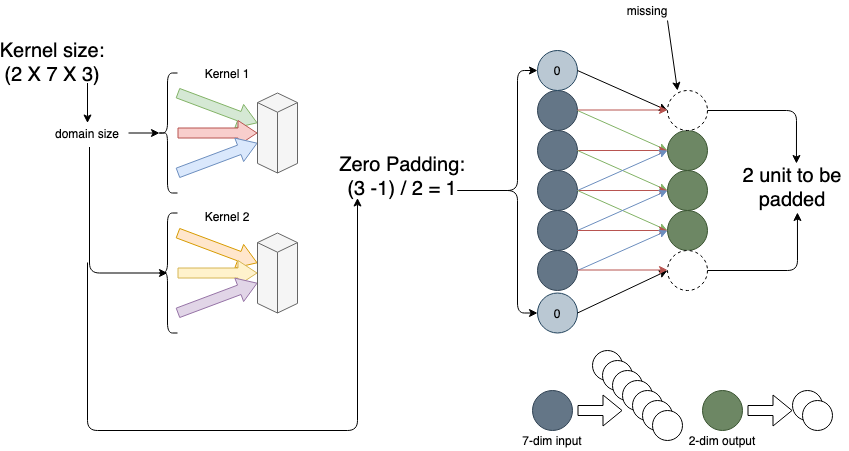 Kernel size:
(2 X 7 X 3)
domain size
Kernel 1
Kernel 2
Zero Padding:
(3 -1) / 2 = 1
missing
0
0
2 unit to be
padded
7-dim input
2-dim output